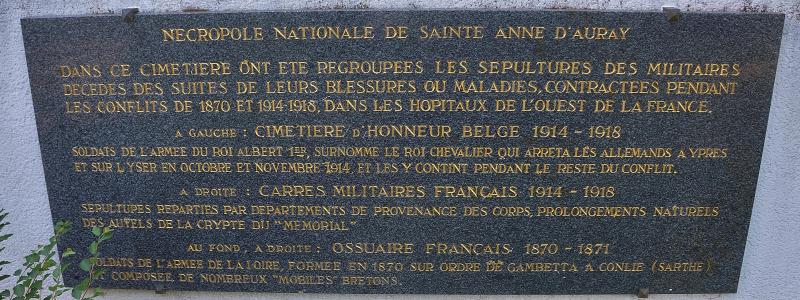 NECROPOLE NATIONALE DE SAINTE ANNE D'AURAY
DANS CE CIMETIERE ONT ETE REGROUPEES LES SEPULTURES DES MILITAIRES
DECEDES DES SUITES DE LEURS BLESSURES OU MALADIES, CONTRACTEES PENDANT
LES CONFLITS DE 1870 ET 1914-1918, DANS LES HOPITAUX DE L'OUEST DE LA FRANCE.
A GAUCHE : CIMETIERE D'HONNEUR BELGE 1914 - 1918
SOLDATS DE L'ARMEE DU ROI ALBERT 1ER, SURNOMME LE ROI CHEVALIER QUI ARRETA LES ALLEMANDS A YPRES
ET SUR L'YSER EN OCTOBRE ET NOVEMBRE 1914, ET LES Y CONTINT PENDANT LE RESTE DU CONFLIT.
A DROITE : CARRES MILITAIRES FRANÇAIS 1914 - 1918
SEPULTURES REPARTIES PAR DEPARTEMENTS DE PROVENANCE DES CORPS, PROLONGEMENTS NATURELS
DES AUTELS DE LA CRYPTE DU "MEMORIAL"
AU FOND, A DROITE : OSSUAIRE FRANÇAIS 1870 - 1871
SOLDATS DE L'ARMEE DE LA LOIRE, FORMEE EN 1870 SUR ORDRE DE GAMBETTA A CONLIE (SARTHE)
ET COMPOSEE, DE NOMBREUX "MOBILES" BRETONS.